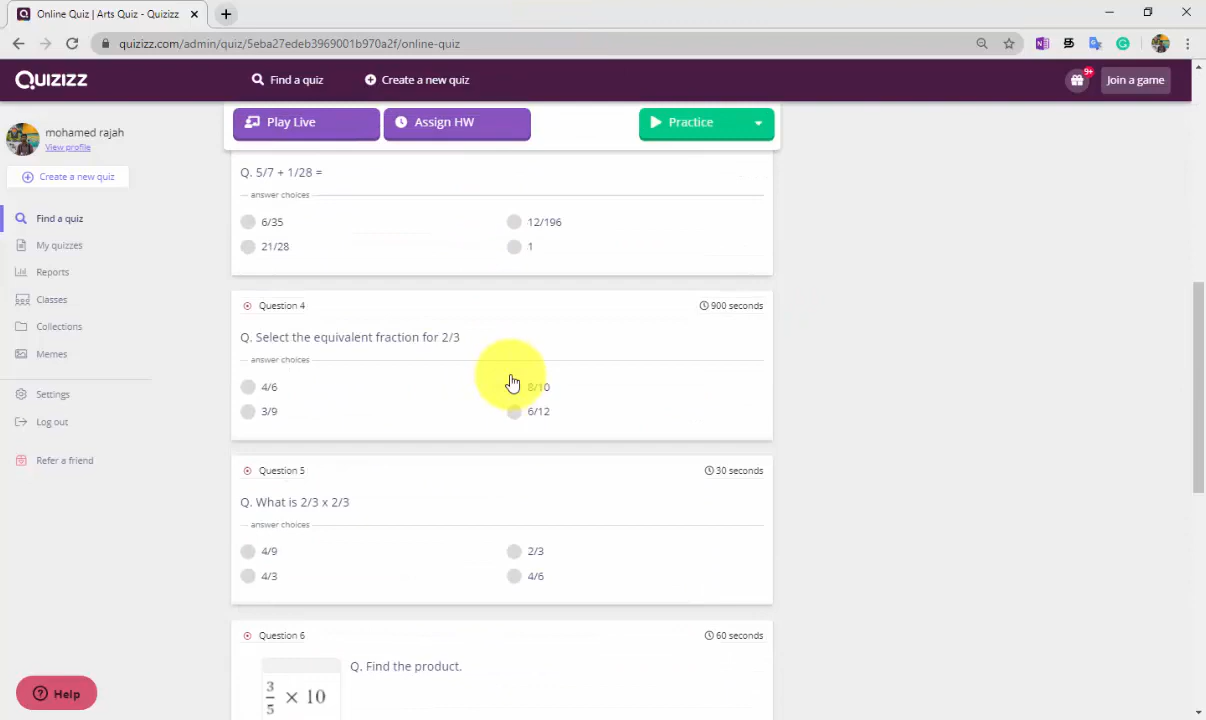 Online Quiz | Arts Quiz - Quizizz
quizizz.com/admin/quiz/5eba27edeb3969001b970a2f/online-quiz
QUIZIZZ
Find a quiz
Create a new quiz
9+
Join a game
mohamed rajah
View profile
Create a new quiz
Find a quiz
My quizzes
Reports
Classes
Collections
Memes
Settings
Log out
Refer a friend
Help
Play Live
Assign HW
Practice
Q. 5/7 + 1/28 =
answer choices
6/35
12/196
21/28
1
Question 4
900 seconds
Q. Select the equivalent fraction for 2/3
answer choices
4/6
8/10
3/9
6/12
Question 5
30 seconds
Q. What is 2/3 x 2/3
answer choices
4/9
2/3
4/3
4/6
Question 6
60 seconds
Q. Find the product.
3/5 × 10